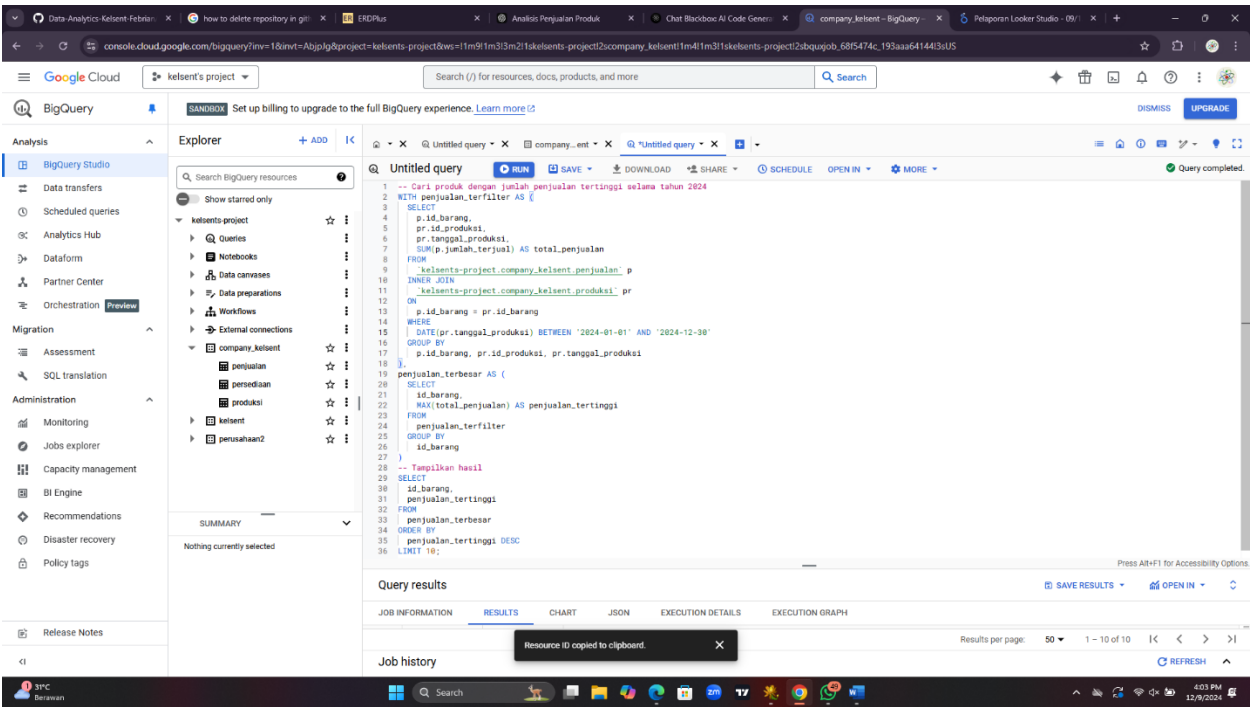 Data-Analytics-Kelsent-Febrian
how to delete repository in gith
ERDPlus
Analisis Penjualan Produk
Chat Blackbox: AI Code Genera
company_kelsent – BigQuery –
Pelaporan Looker Studio - 09/1
console.cloud.google.com/bigquery?inv=1&invt=AbjpJg&project=kelsents-project&ws=!1m9!1m3!3m2!1skelsents-project!2scompany_kelsent!1m4!1m3!1skelsents-project!2sbquxjob_68f5474c_193aaa64144!3sUS
Google Cloud
kelsent's project
Search (/) for resources, docs, products, and more
Search
BigQuery
SANDBOX Set up billing to upgrade to the full BigQuery experience. Learn more
DISMISS
UPGRADE
Analysis
BigQuery Studio
Data transfers
Scheduled queries
Analytics Hub
Dataform
Partner Center
Orchestration Preview
Migration
Assessment
SQL translation
Administration
Monitoring
Jobs explorer
Capacity management
BI Engine
Recommendations
Disaster recovery
Policy tags
Release Notes
Explorer
+ ADD
Search BigQuery resources
Show starred only
kelsents-project
Queries
Notebooks
Data canvases
Data preparations
Workflows
External connections
company_kelsent
penjualan
persediaan
produksi
kelsent
perusahaan2
SUMMARY
Nothing currently selected
Untitled query
company...ent
*Untitled query
Untitled query
RUN
SAVE
DOWNLOAD
SHARE
SCHEDULE
OPEN IN
MORE
Query completed.
1 -- Cari produk dengan jumlah penjualan tertinggi selama tahun 2024
2 WITH penjualan_terfilter AS (
3 SELECT
4 p.id_barang,
5 pr.id_produksi,
6 pr.tanggal_produksi,
7 SUM(p.jumlah_terjual) AS total_penjualan
8 FROM
9 `kelsents-project.company_kelsent.penjualan` p
10 INNER JOIN
11 `kelsents-project.company_kelsent.produksi` pr
12 ON
13 p.id_barang = pr.id_barang
14 WHERE
15 DATE(pr.tanggal_produksi) BETWEEN '2024-01-01' AND '2024-12-30'
16 GROUP BY
17 p.id_barang, pr.id_produksi, pr.tanggal_produksi
18 ),
19 penjualan_terbesar AS (
20 SELECT
21 id_barang,
22 MAX(total_penjualan) AS penjualan_tertinggi
23 FROM
24 penjualan_terfilter
25 GROUP BY
26 id_barang
27 )
28 -- Tampilkan hasil
29 SELECT
30 id_barang,
31 penjualan_tertinggi
32 FROM
33 penjualan_terbesar
34 ORDER BY
35 penjualan_tertinggi DESC
36 LIMIT 10;
Press Alt+F1 for Accessibility Options.
Query results
SAVE RESULTS
OPEN IN
JOB INFORMATION
RESULTS
CHART
JSON
EXECUTION DETAILS
EXECUTION GRAPH
Results per page:
50
1 – 10 of 10
Resource ID copied to clipboard.
Job history
REFRESH
31°C
Berawan
Search
4:03 PM
12/9/2024